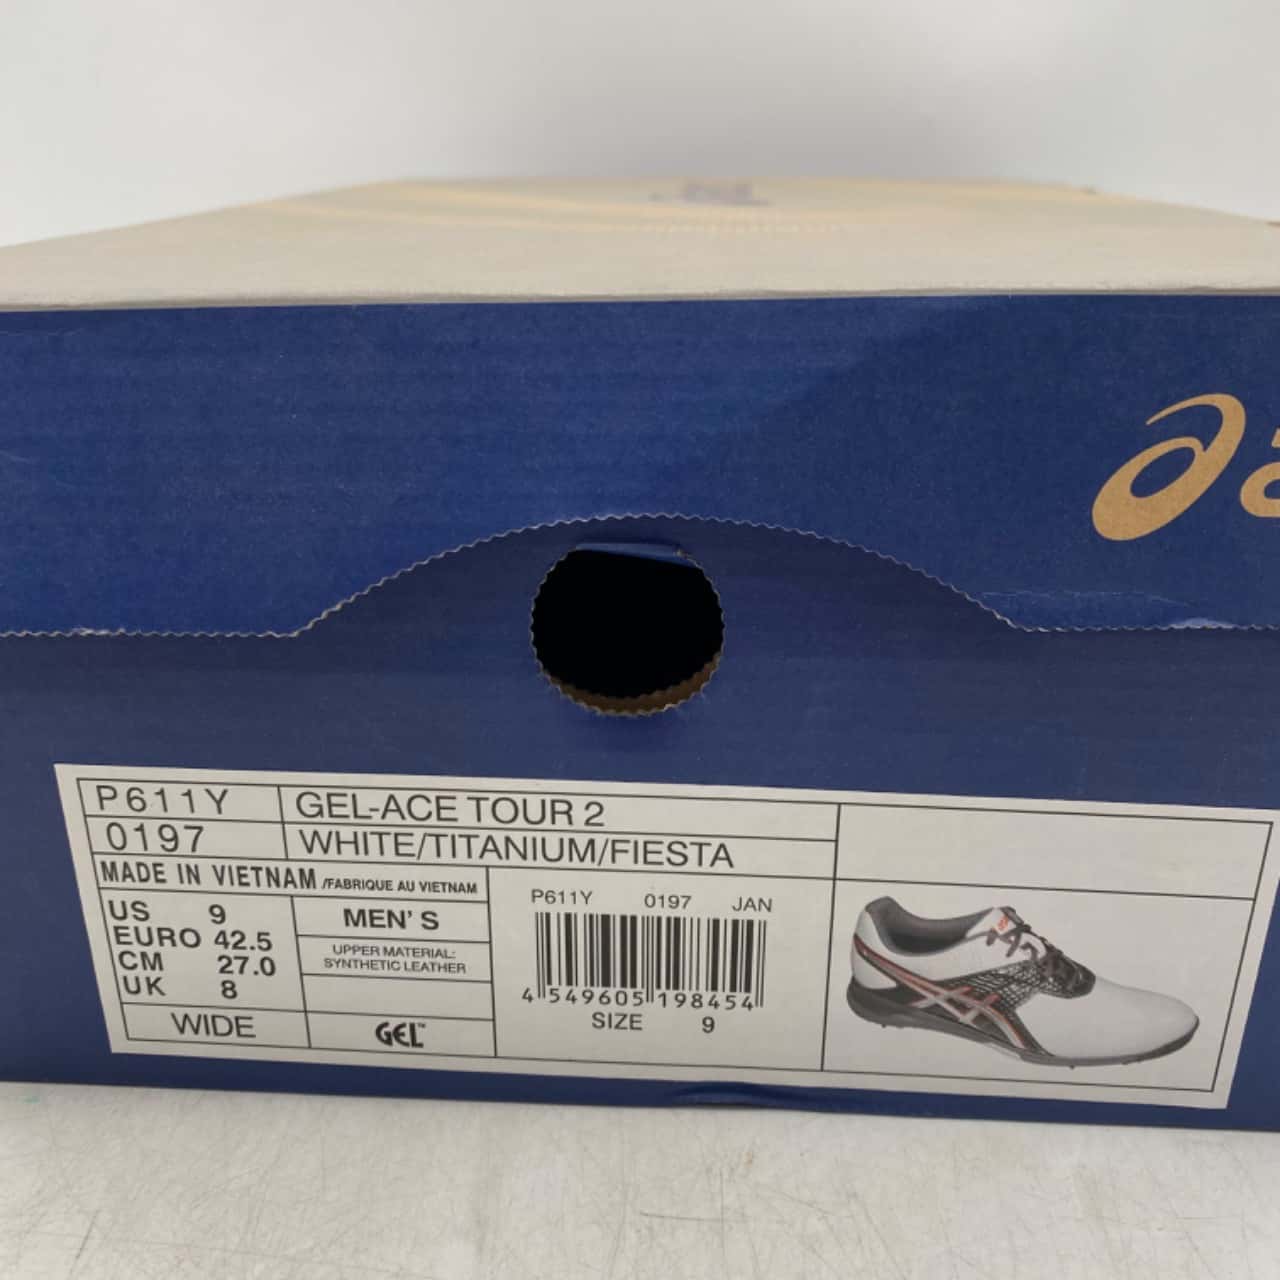 P611Y GEL-ACE TOUR 2
0197 WHITE/TITANIUM/FIESTA
MADE IN VIETNAM /FABRIQUE AU VIETNAM
US 9
EURO 42.5
CM 27.0
UK 8
WIDE
MEN'S
UPPER MATERIAL:
SYNTHETIC LEATHER
GEL™
P611Y 0197 JAN
4 549605 198454
SIZE 9